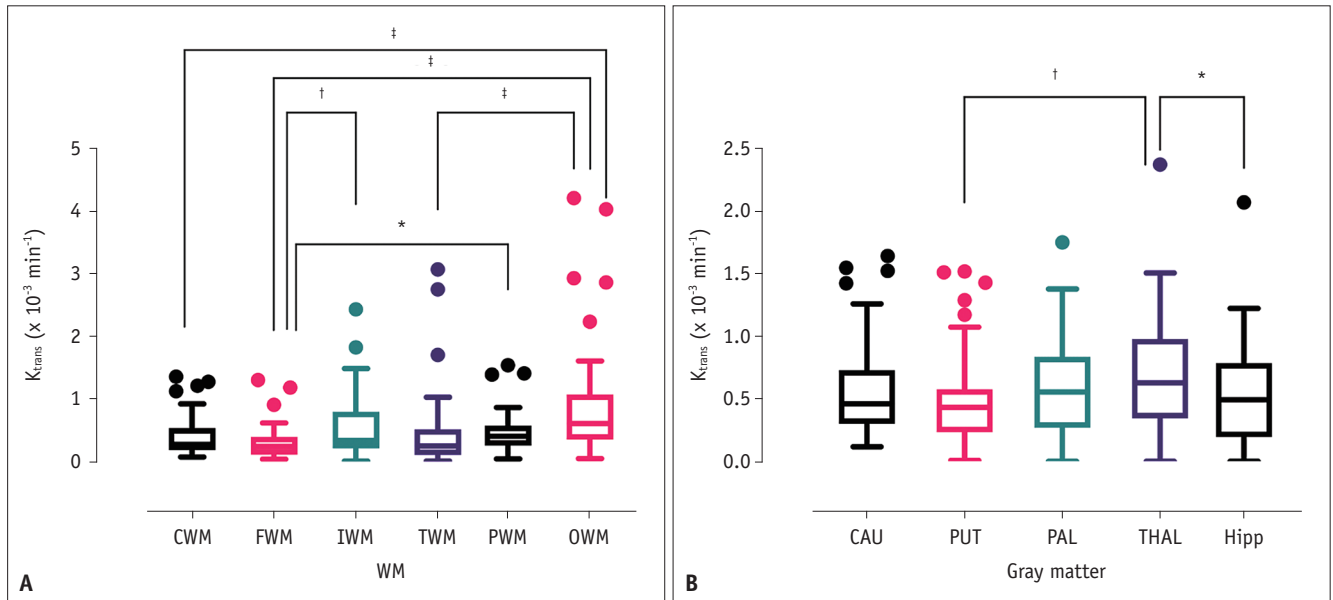 ‡
‡
†
‡
*
5
4
3
2
1
0
Ktrans (x 10-3 min-1)
CWM FWM IWM TWM PWM OWM
WM
A
†
*
2.5
2.0
1.5
1.0
0.5
0.0
Ktrans (x 10-3 min-1)
CAU PUT PAL THAL Hipp
Gray matter
B